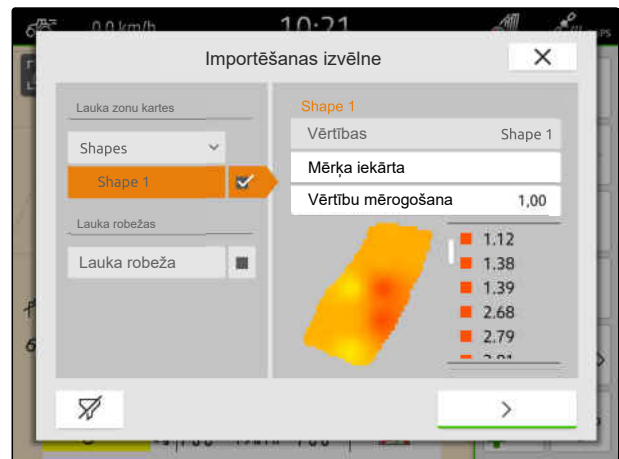 0,0 km/h
10:21
PS
Importēšanas izvēlne
Lauka zonu kartes
Shapes
Shape 1
Lauka robežas
Lauka robeža
Shape 1
Vērtības Shape 1
Mērķa iekārta
Vērtību mērogošana 1,00
1.12
1.38
1.39
2.68
2.79